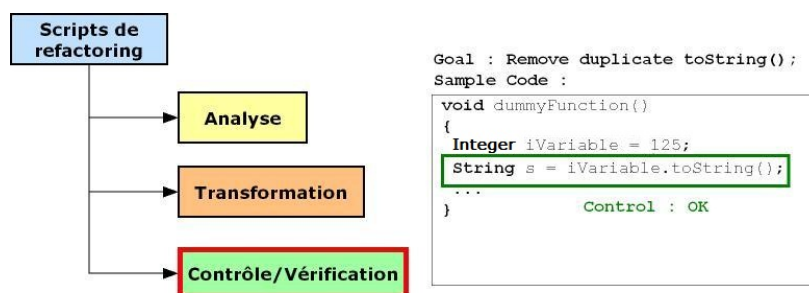 Scripts de
refactoring
Analyse
Transformation
Contrôle/Vérification
Goal : Remove duplicate toString();
Sample Code :
void dummyFunction()
{
Integer iVariable = 125;
String s = iVariable.toString();
...
}
Control : OK